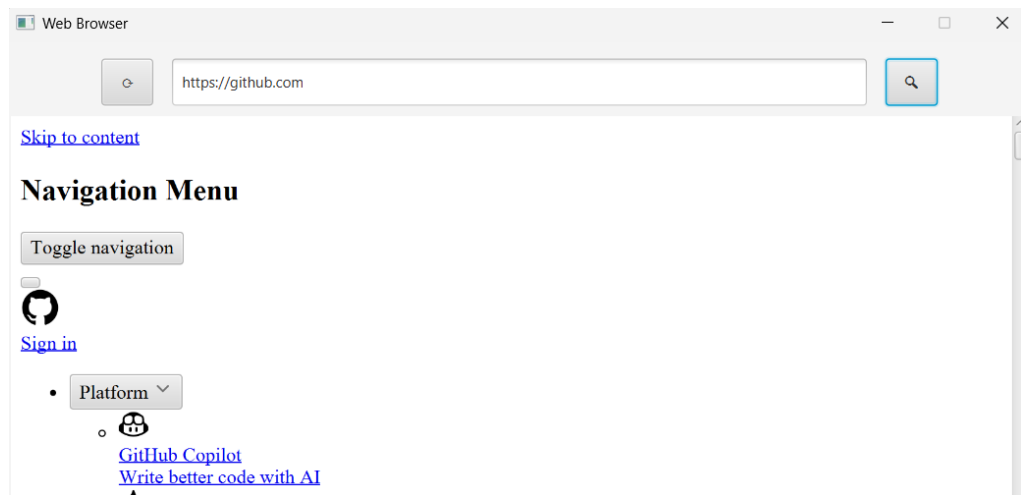 Web Browser
https://github.com
Skip to content
Navigation Menu
Toggle navigation
Sign in
Platform
GitHub Copilot
Write better code with AI